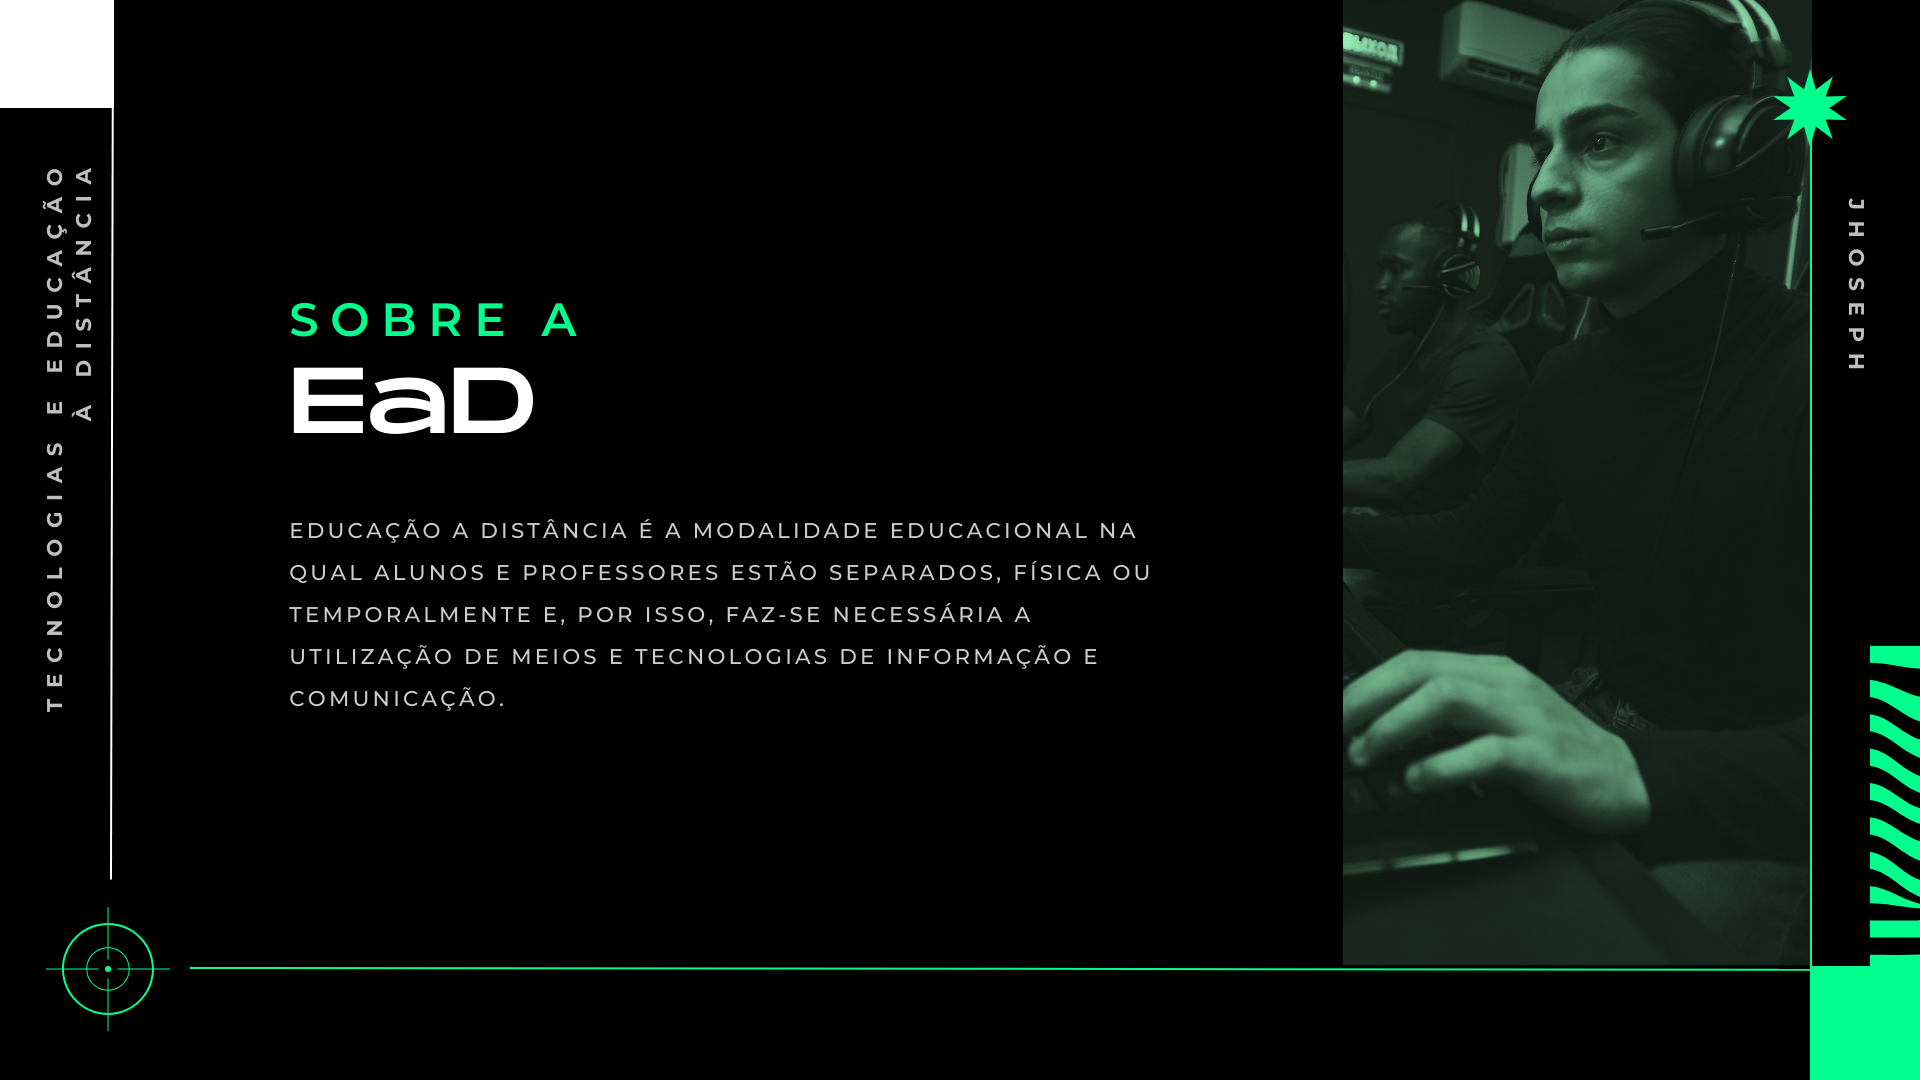 TECNOLOGIAS E EDUCAÇÃO
À DISTÂNCIA
SOBRE A
EaD
EDUCAÇÃO A DISTÂNCIA É A MODALIDADE EDUCACIONAL NA
QUAL ALUNOS E PROFESSORES ESTÃO SEPARADOS, FÍSICA OU
TEMPORALMENTE E, POR ISSO, FAZ-SE NECESSÁRIA A
UTILIZAÇÃO DE MEIOS E TECNOLOGIAS DE INFORMAÇÃO E
COMUNICAÇÃO.
JHOSEPH